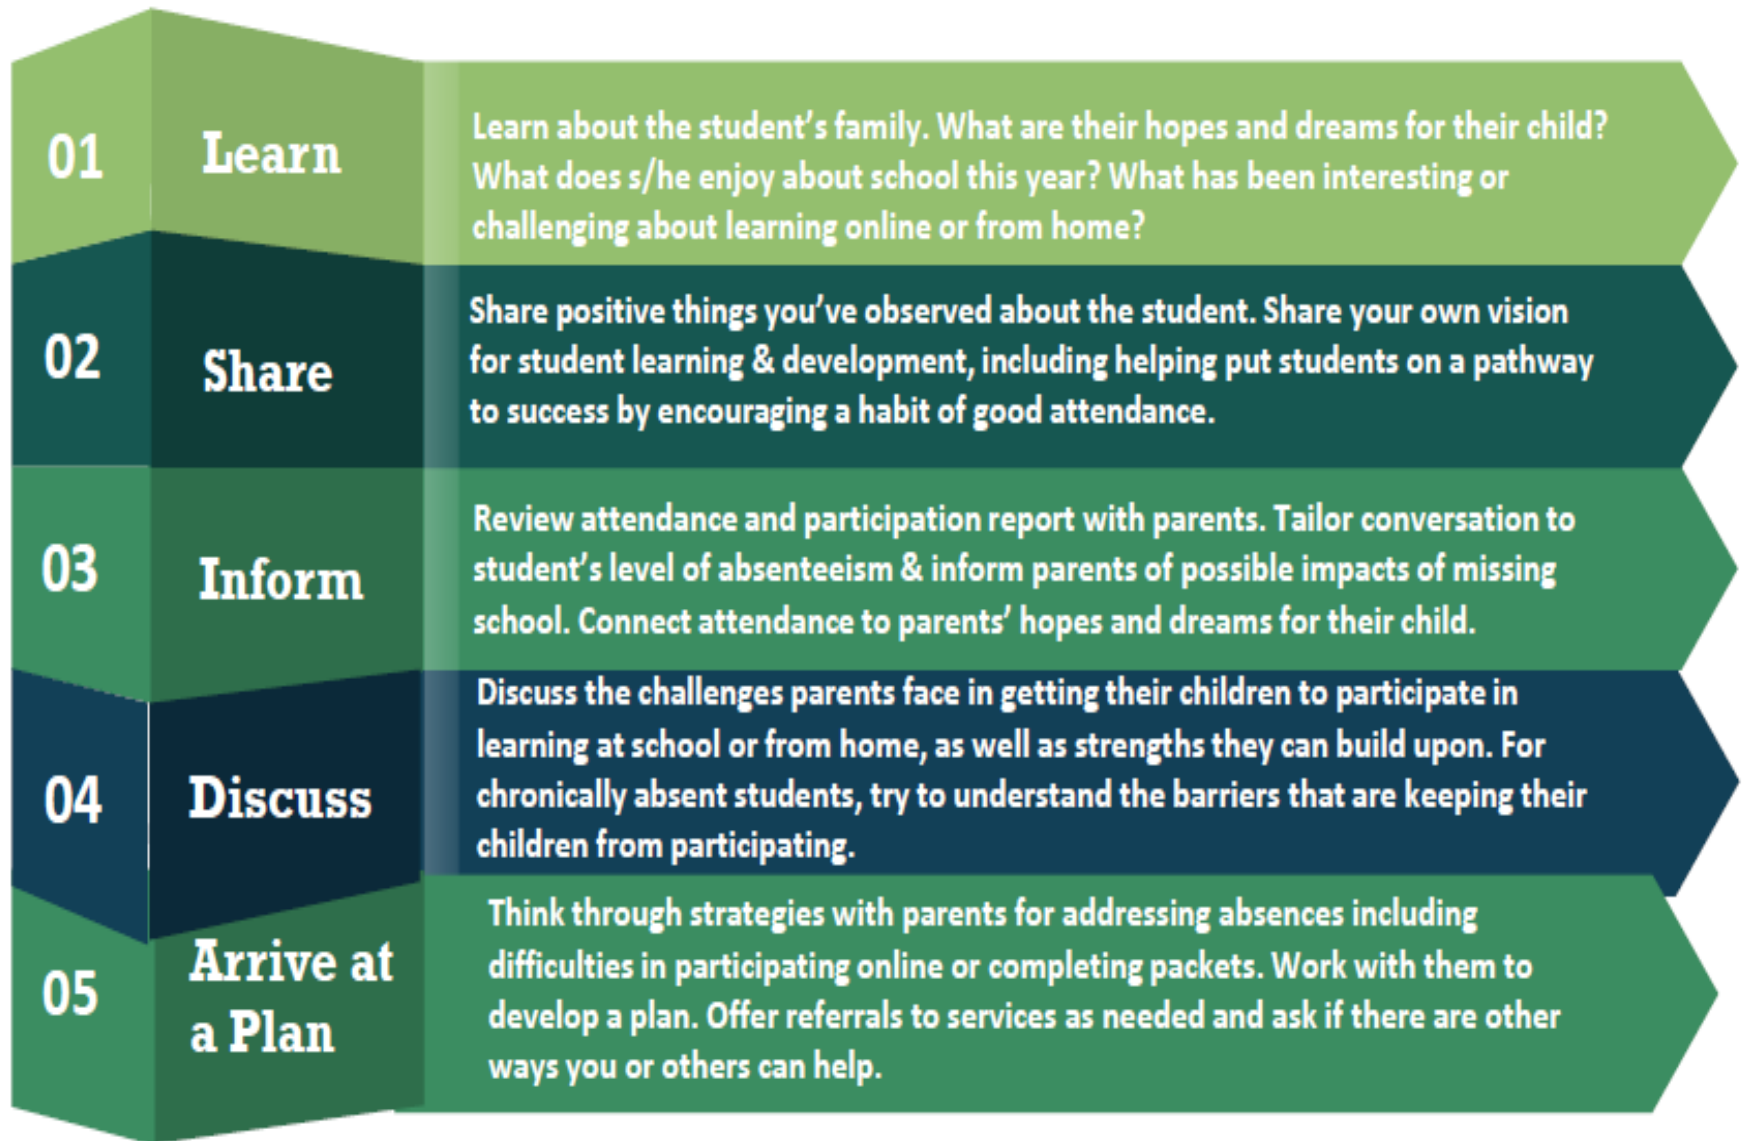 01
Learn
Learn about the student's family. What are their hopes and dreams for their child?
What does s/he enjoy about school this year? What has been interesting or
challenging about learning online or from home?
02
Share
Share positive things you've observed about the student. Share your own vision
for student learning & development, including helping put students on a pathway
to success by encouraging a habit of good attendance.
03
Inform
Review attendance and participation report with parents. Tailor conversation to
student's level of absenteeism & inform parents of possible impacts of missing
school. Connect attendance to parents' hopes and dreams for their child.
04
Discuss
Discuss the challenges parents face in getting their children to participate in
learning at school or from home, as well as strengths they can build upon. For
chronically absent students, try to understand the barriers that are keeping their
children from participating.
05
Arrive at
a Plan
Think through strategies with parents for addressing absences including
difficulties in participating online or completing packets. Work with them to
develop a plan. Offer referrals to services as needed and ask if there are other
ways you or others can help.